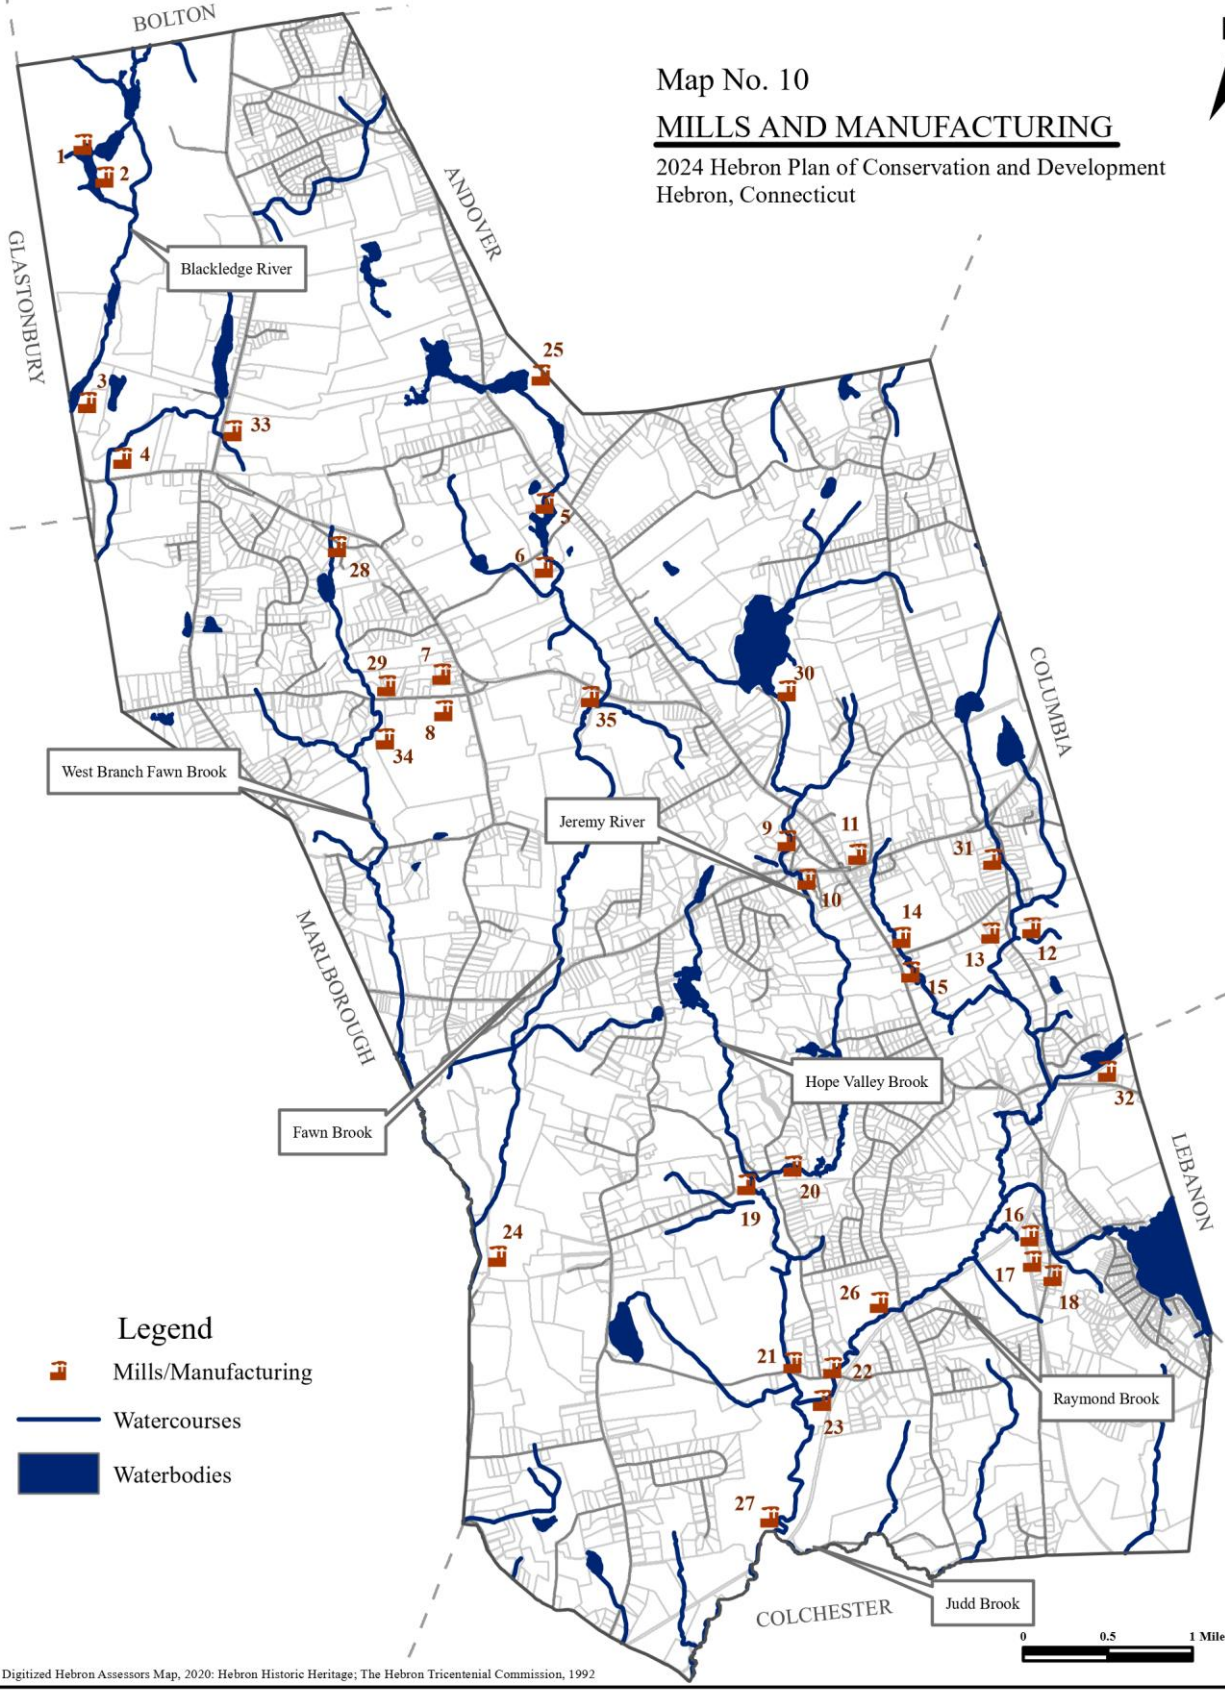 BOLTON
Map No. 10
MILLS AND MANUFACTURING
2024 Hebron Plan of Conservation and Development
Hebron, Connecticut
ANDOVER
GLASTONBURY
COLUMBIA
MARLBOROUGH
LEBANON
COLCHESTER
1
2
Blackledge River
3
4
33
25
5
6
28
7
29
8
34
35
30
West Branch Fawn Brook
Jeremy River
9
11
10
31
14
13
12
15
Hope Valley Brook
32
Fawn Brook
20
19
16
17
18
24
26
21
22
23
Raymond Brook
27
Judd Brook
Legend
Mills/Manufacturing
Watercourses
Waterbodies
0 0.5 1 Mile
Digitized Hebron Assessors Map, 2020: Hebron Historic Heritage; The Hebron Tricentenial Commission, 1992